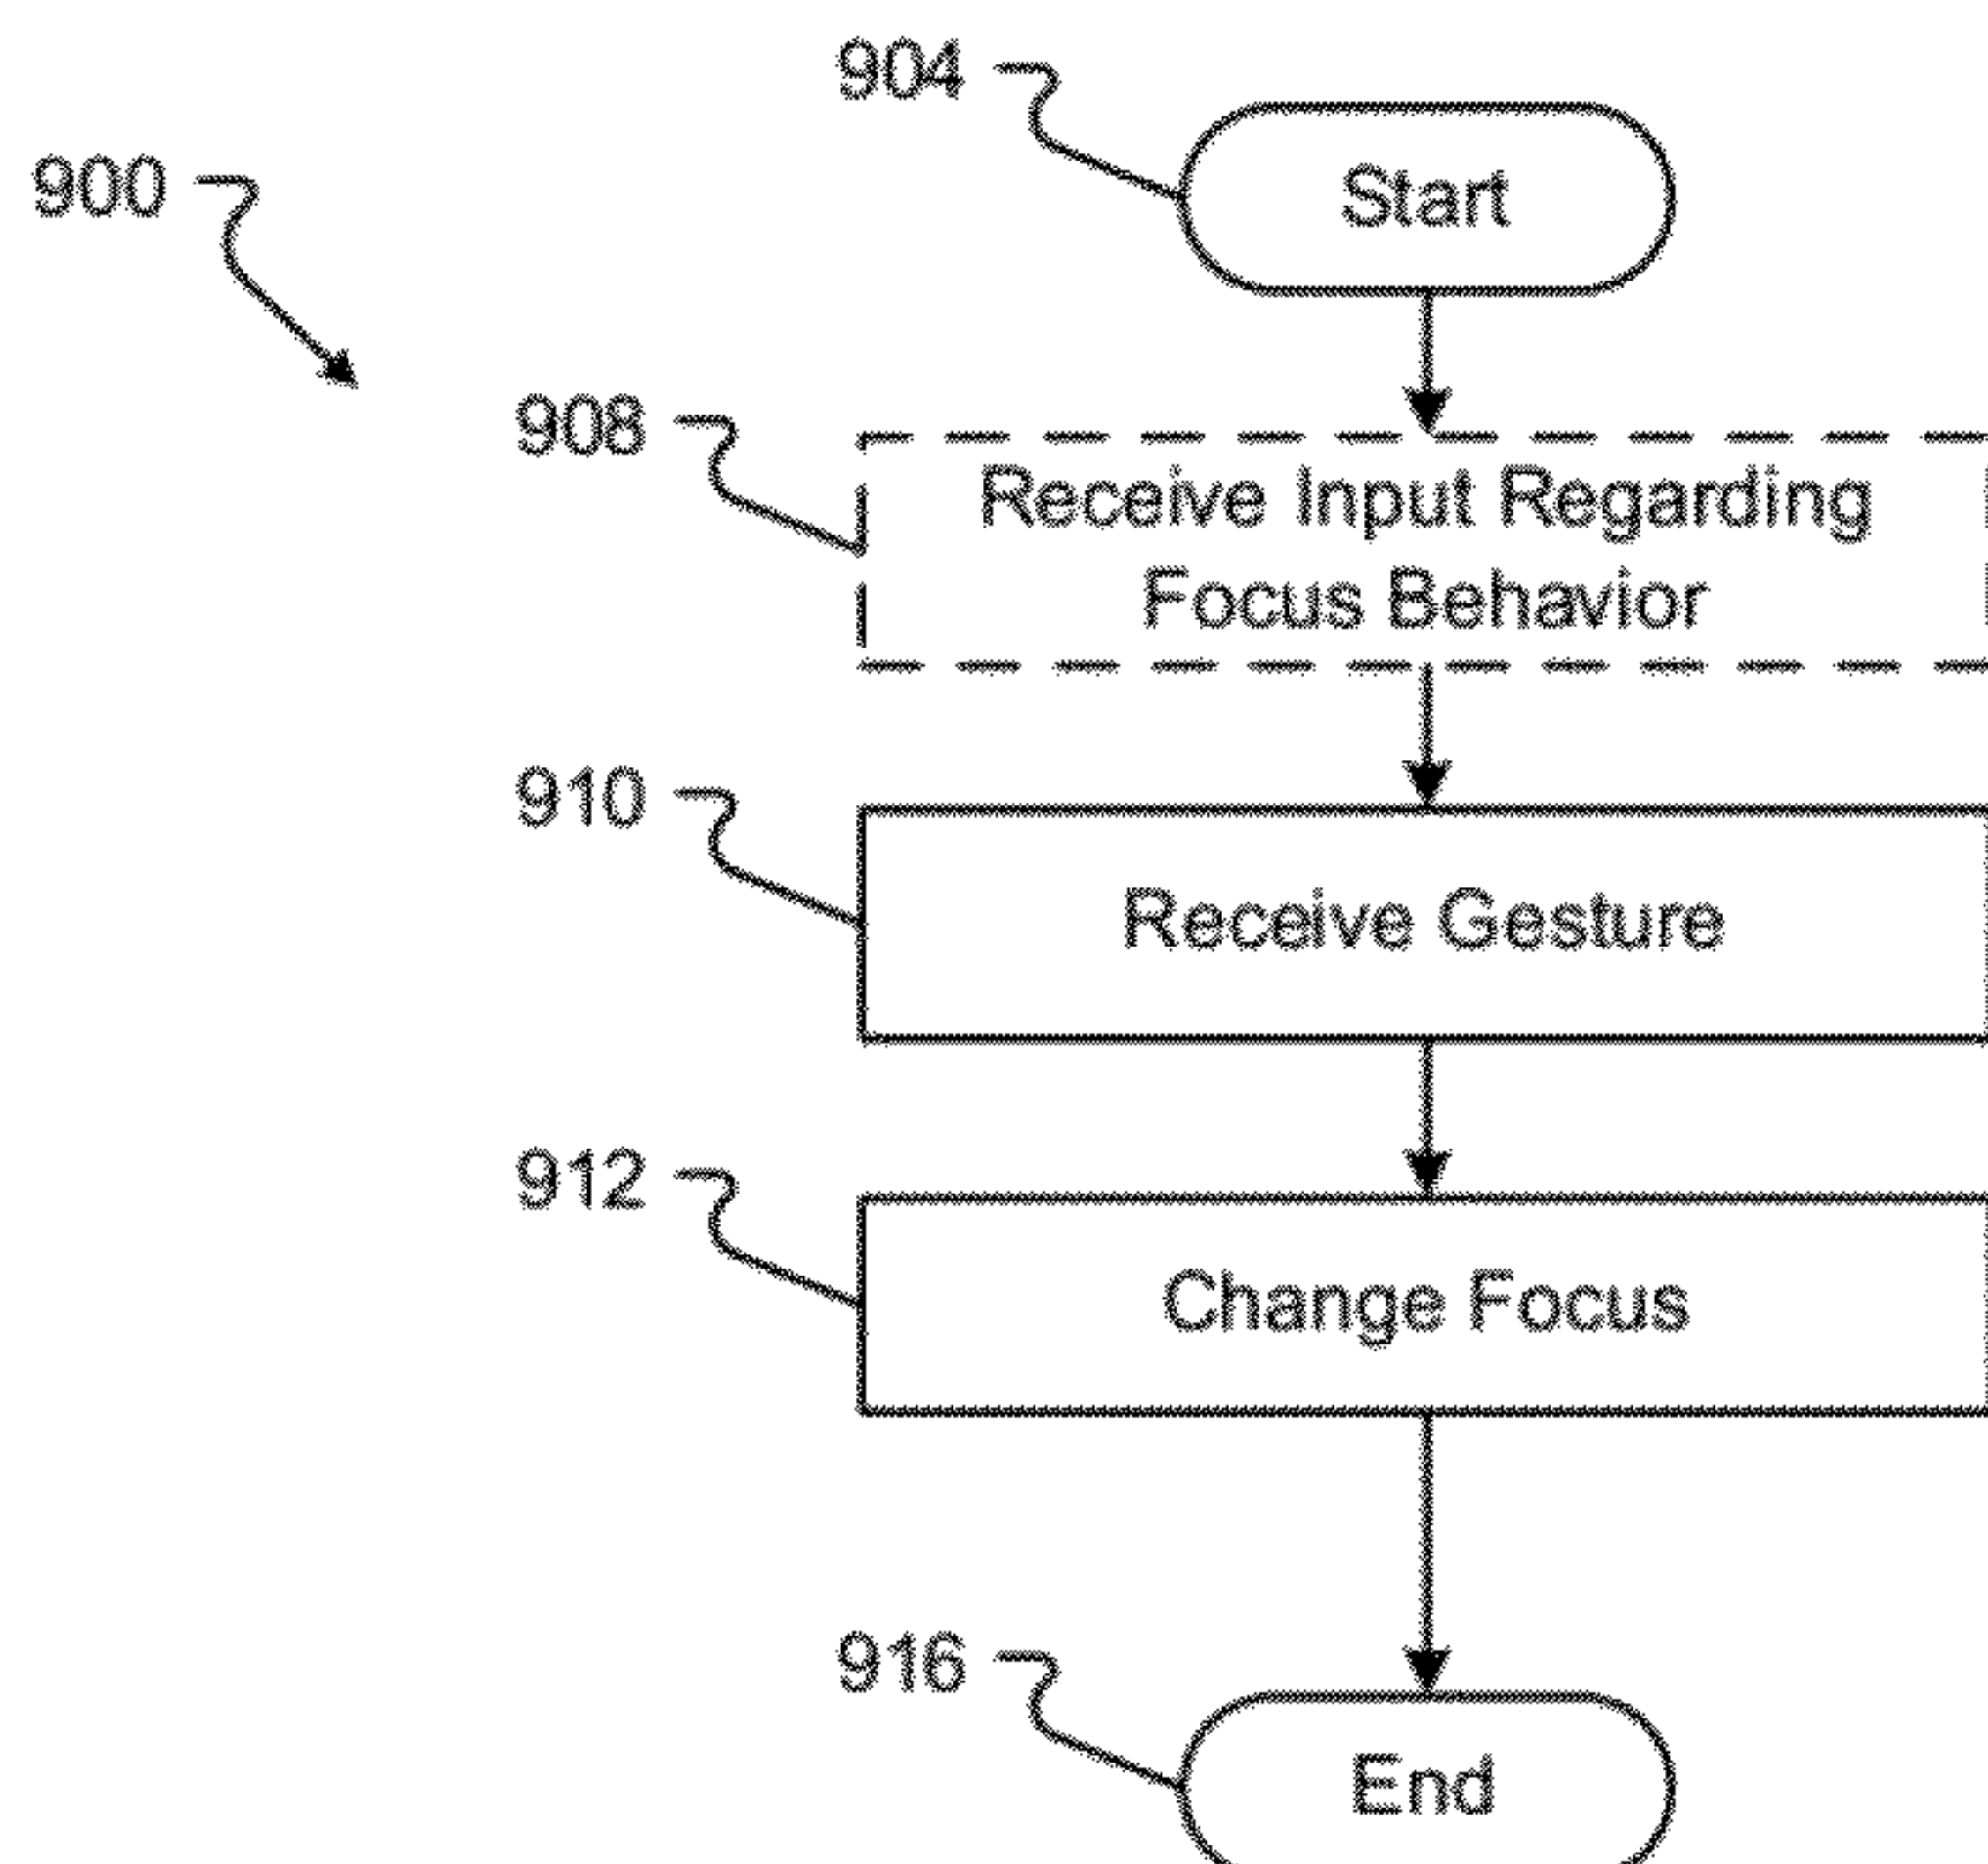 904
Start
900
908
Receive Input Regarding
Focus Behavior
910
Receive Gesture
912
Change Focus
916
End